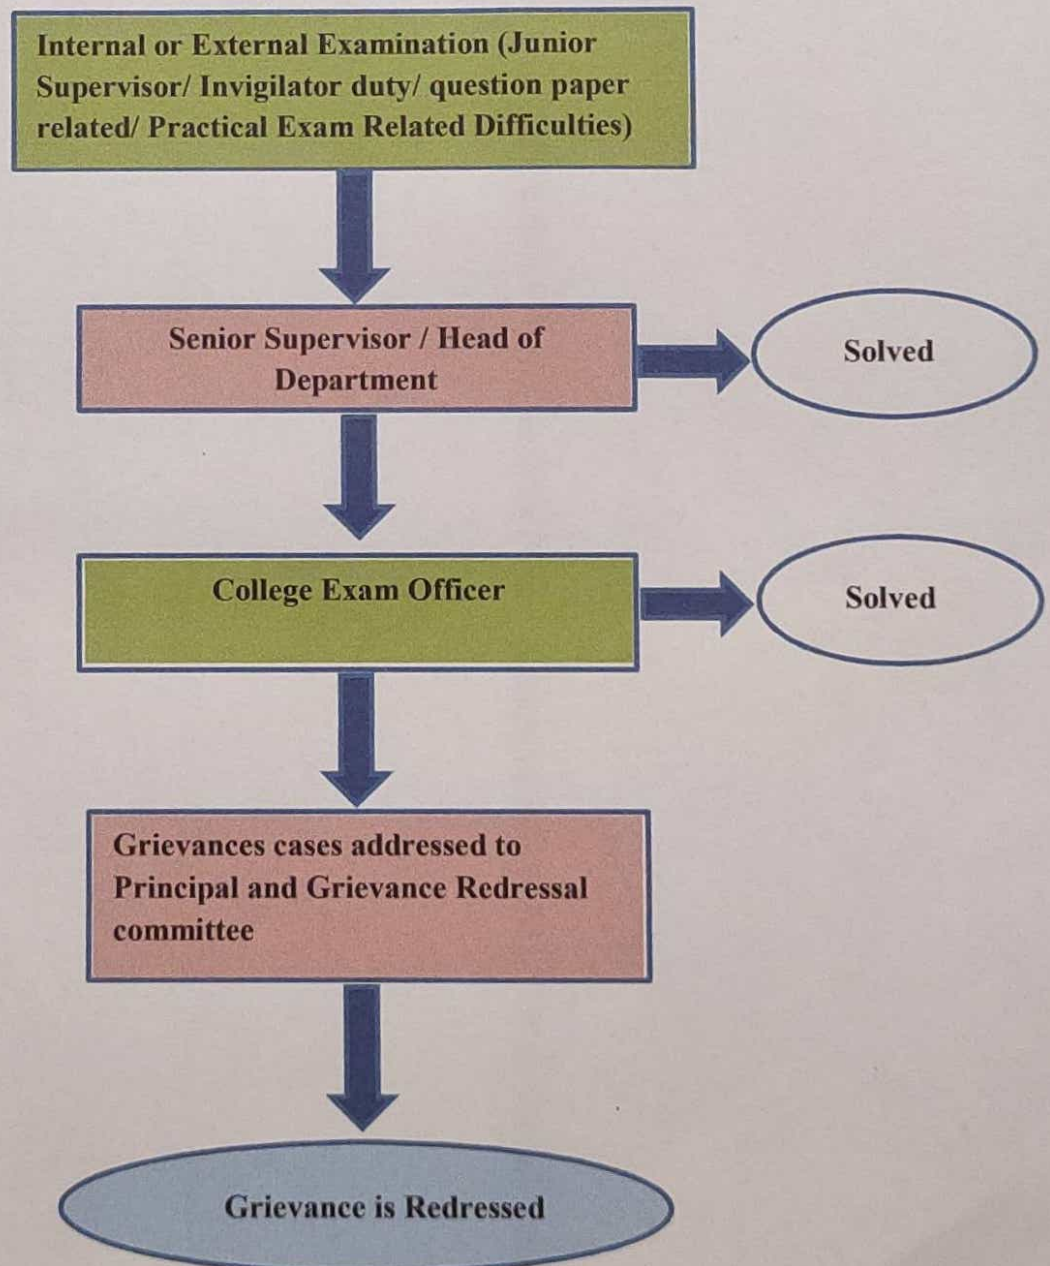 Internal or External Examination (Junior
Supervisor/ Invigilator duty/ question paper
related/ Practical Exam Related Difficulties)
Senior Supervisor / Head of
Department
Solved
College Exam Officer
Solved
Grievances cases addressed to
Principal and Grievance Redressal
committee
Grievance is Redressed